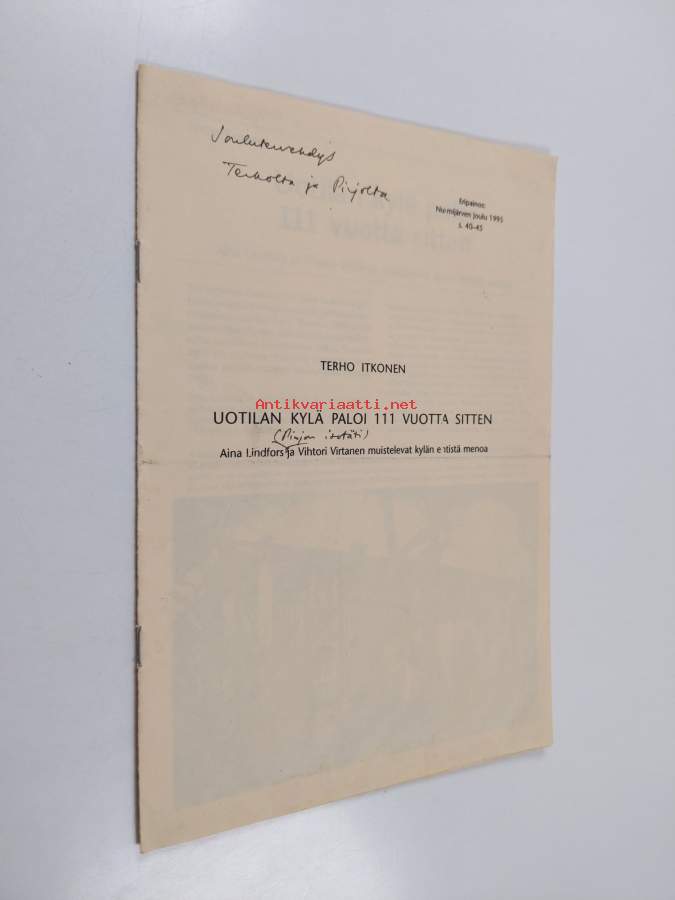 Jouluterwehdys
Terholta ja Pirjolta
Eripainos:
Nurmijärven Joulu 1995
s. 40–45
TERHO ITKONEN
Antikvariaatti.net
UOTILAN KYLÄ PALOI 111 VUOTTA SITTEN
(Pirjon isotäti)
Aina Lindfors ja Vihtori Virtanen muistelevat kylän entistä menoa